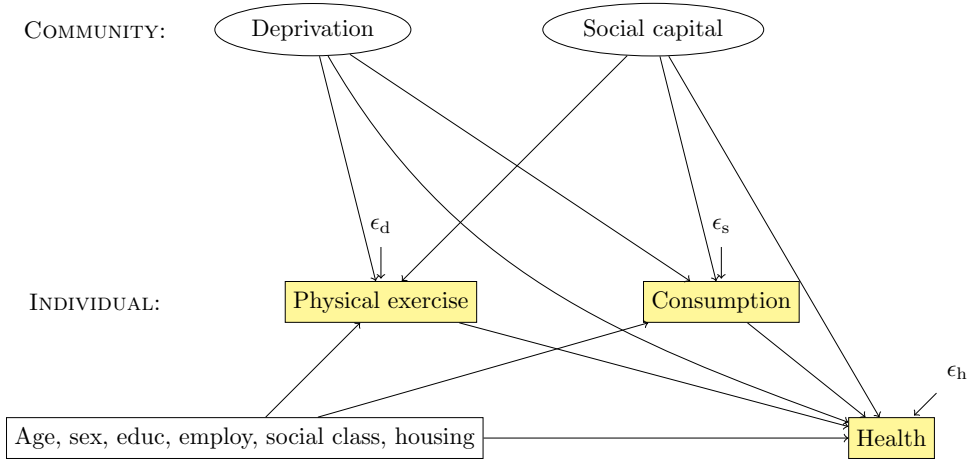 COMMUNITY:
Deprivation
Social capital
ϵd
ϵs
INDIVIDUAL:
Physical exercise
Consumption
ϵh
Age, sex, educ, employ, social class, housing
Health